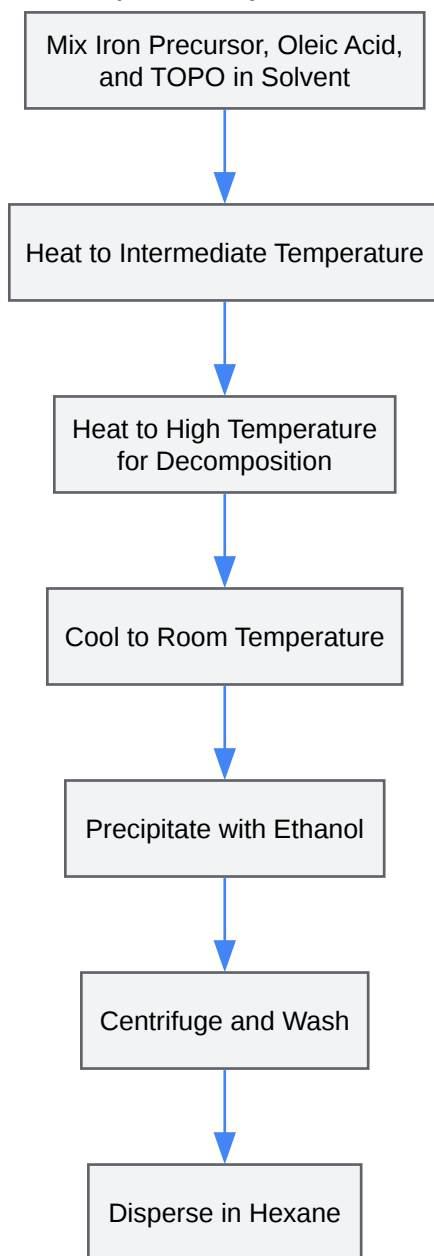 Mix Iron Precursor, Oleic Acid,
and TOPO in Solvent
Heat to Intermediate Temperature
Heat to High Temperature
for Decomposition
Cool to Room Temperature
Precipitate with Ethanol
Centrifuge and Wash
Disperse in Hexane